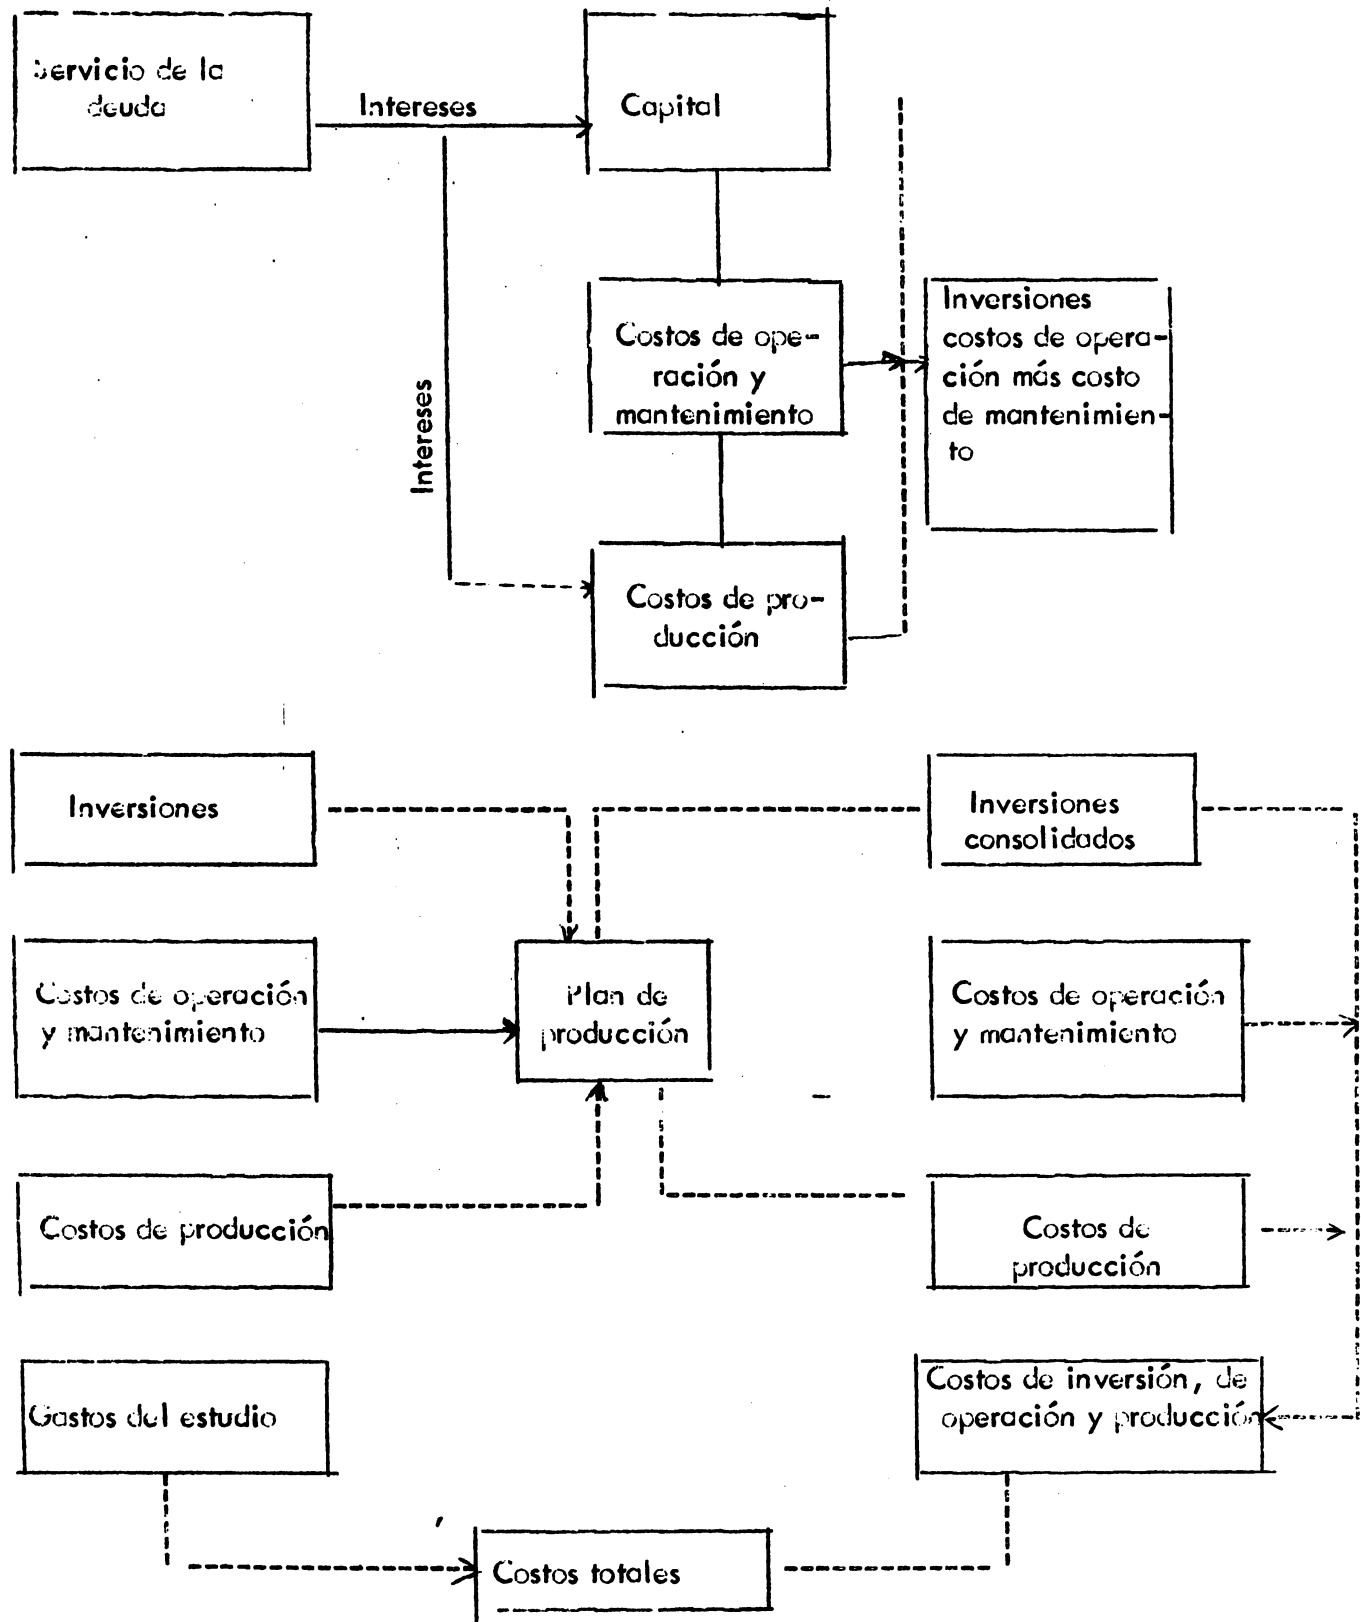 Servicio de la
deuda
Intereses
Capital
Costos de ope-
ración y
mantenimiento
Inversiones
costos de opera-
ción más costo
de mantenimien-
to
Intereses
Costos de pro-
ducción
Inversiones
Inversiones
consolidados
Costos de operación
y mantenimiento
Plan de
producción
Costos de operación
y mantenimiento
Costos de producción
Costos de
producción
Gastos del estudio
Costos de inversión, de
operación y producción
Costos totales